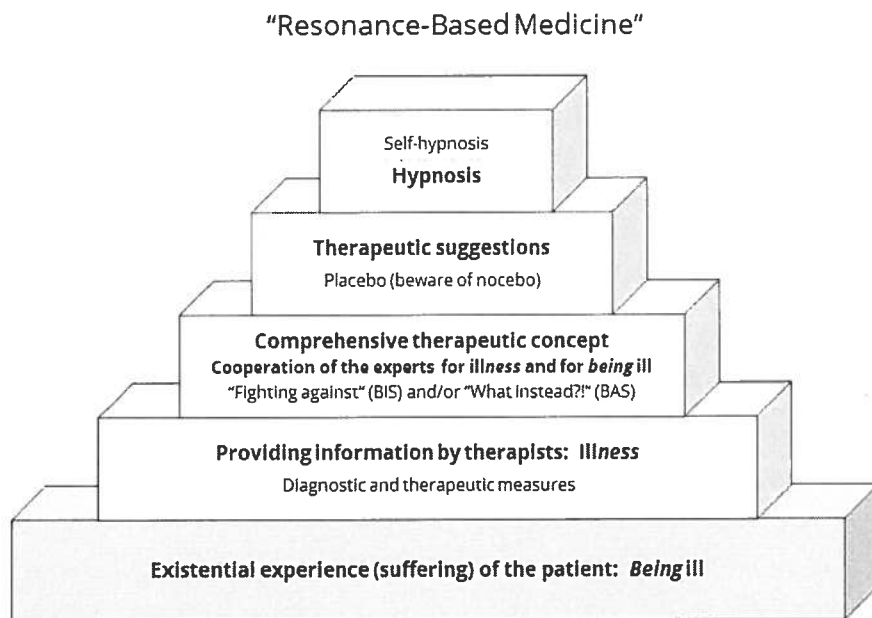 "Resonance-Based Medicine"
Self-hypnosis
Hypnosis
Therapeutic suggestions
Placebo (beware of nocebo)
Comprehensive therapeutic concept
Cooperation of the experts for illness and for being ill
"Fighting against" (BIS) and/or "What instead?!" (BAS)
Providing information by therapists: Illness
Diagnostic and therapeutic measures
Existential experience (suffering) of the patient: Being ill